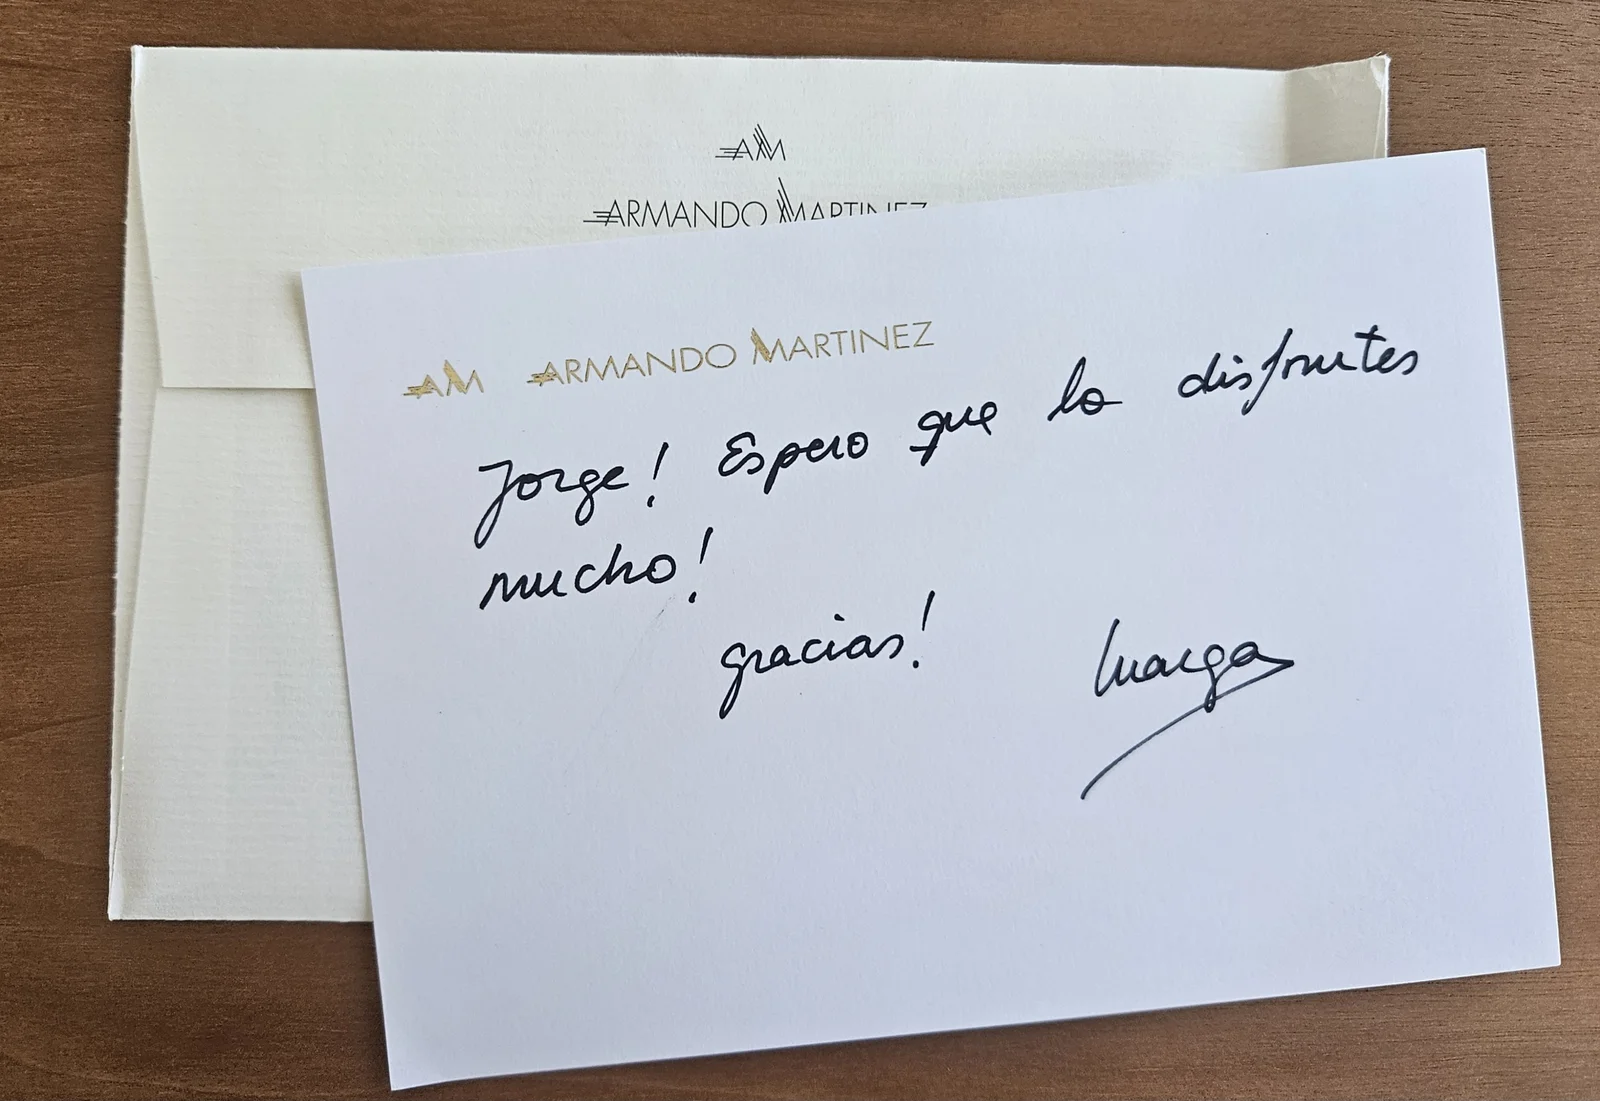 AM
ARMANDO MARTINEZ
AM ARMANDO MARTINEZ
Jorge! Espero que lo disfrutes
mucho!
gracias! Marga